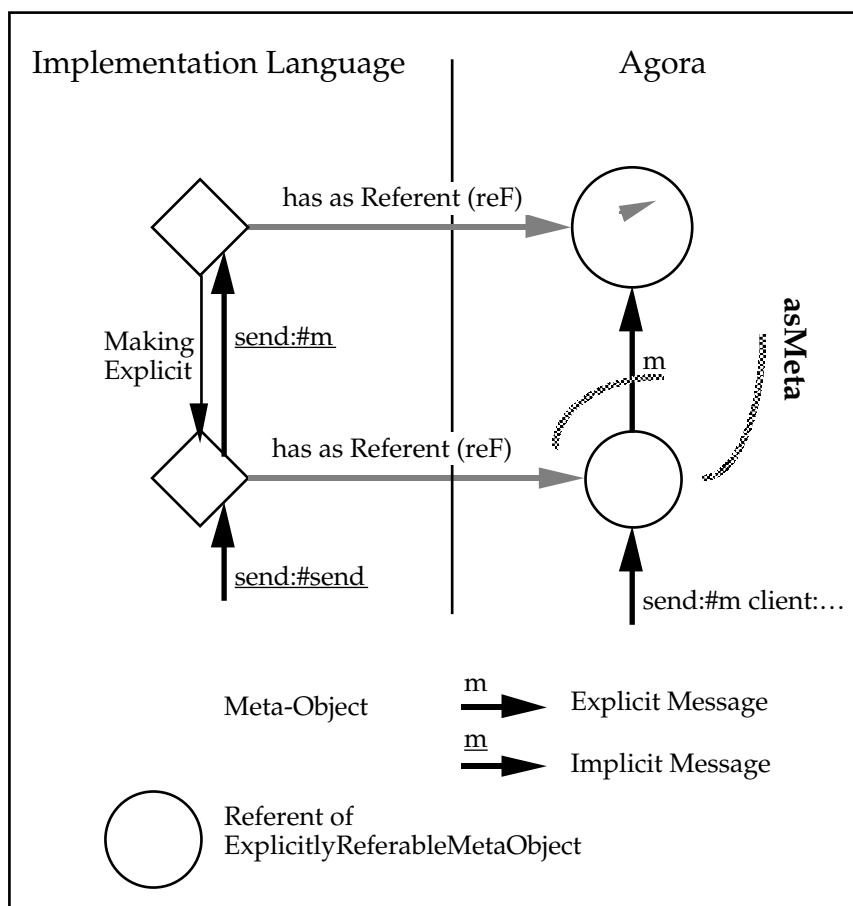 Implementation Language
Agora
has as Referent (reF)
asMeta
Making
Explicit
send:#m
m
has as Referent (reF)
send:#send
send:#m client:…
Meta-Object
m
Explicit Message
m
Implicit Message
Referent of
ExplicitlyReferableMetaObject